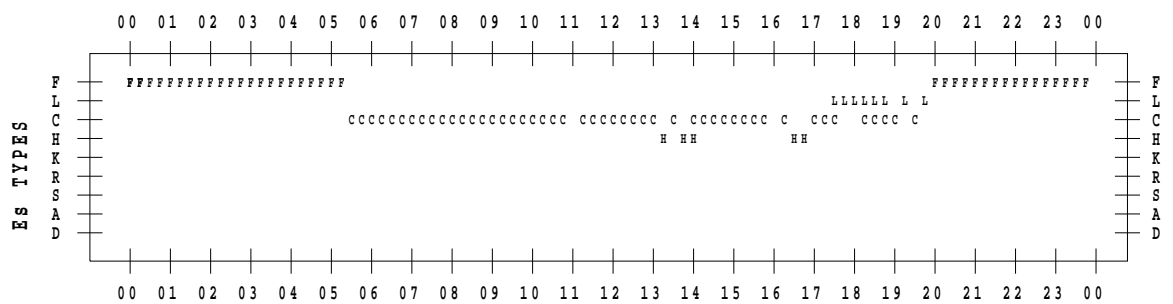 00 01 02 03 04 05 06 07 08 09 10 11 12 13 14 15 16 17 18 19 20 21 22 23 00
Es TYPES
F FFFFFFFFFFFFFFFFFFFFFF FFFFFFFFFFFFFFFF F
L LLLLLL L L L
C CCCCCCCCCCCCCCCCCCCCCC CCCCCCCC C CCCCCCCC C CCC CCCC C C
H H HH HH H
K K
R R
S S
A A
D D
00 01 02 03 04 05 06 07 08 09 10 11 12 13 14 15 16 17 18 19 20 21 22 23 00